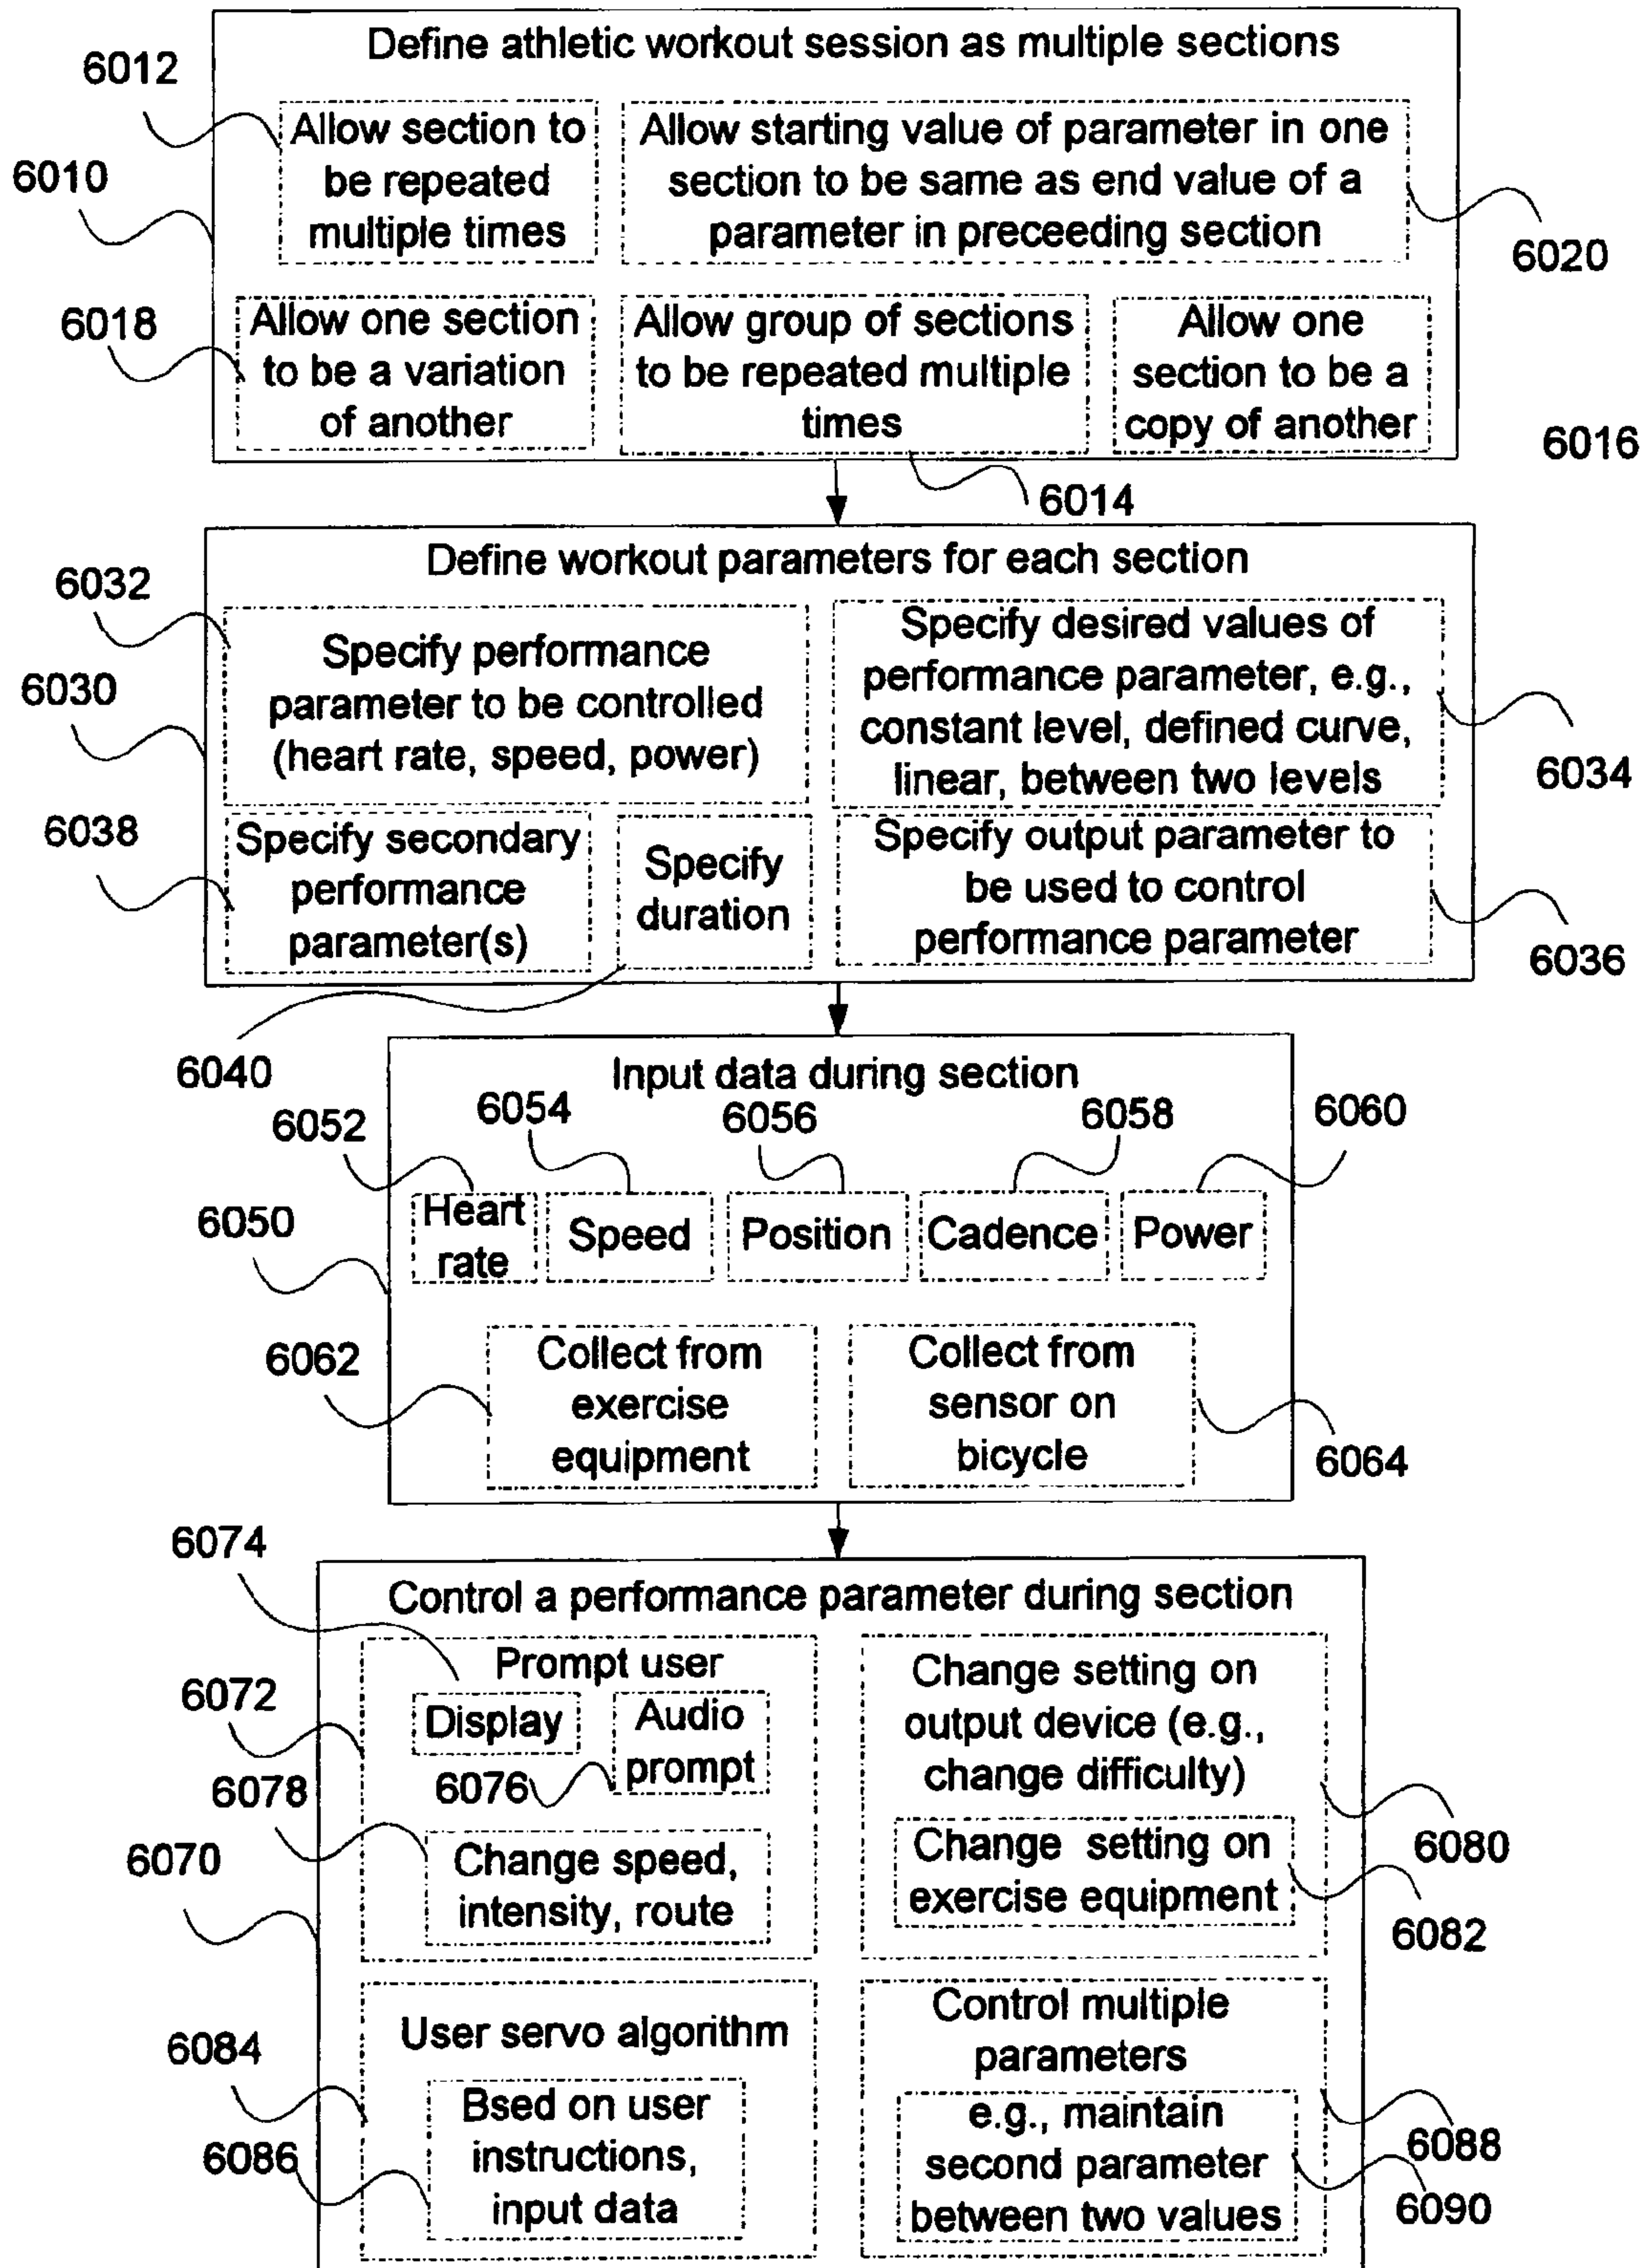 Define athletic workout session as multiple sections
6012
Allow section to
be repeated
multiple times
Allow starting value of parameter in one
section to be same as end value of a
parameter in preceeding section
6010
6020
6018
Allow one section
to be a variation
of another
Allow group of sections
to be repeated multiple
times
Allow one
section to be a
copy of another
6016
6014
Define workout parameters for each section
6032
Specify performance
parameter to be controlled
(heart rate, speed, power)
Specify desired values of
performance parameter, e.g.,
constant level, defined curve,
linear, between two levels
6030
6034
6038
Specify secondary
performance
parameter(s)
Specify
duration
Specify output parameter to
be used to control
performance parameter
6036
6040
Input data during section
6052
6054
6056
6058
6060
6050
Heart
rate
Speed
Position
Cadence
Power
6062
Collect from
exercise
equipment
Collect from
sensor on
bicycle
6064
6074
Control a performance parameter during section
6072
Prompt user
Display
Audio
prompt
6076
6078
Change speed,
intensity, route
6070
Change setting on
output device (e.g.,
change difficulty)
6080
Change setting on
exercise equipment
6082
User servo algorithm
6084
Bsed on user
instructions,
input data
6086
Control multiple
parameters
6088
e.g., maintain
second parameter
between two values
6090